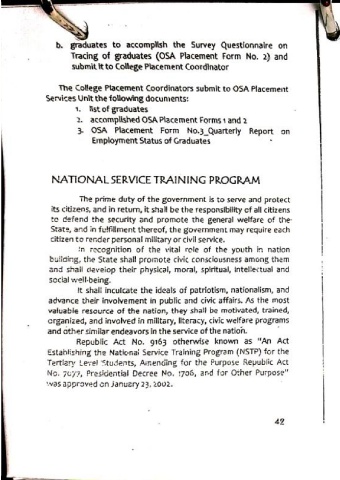 b. graduates to accomplish the Survey Questionnaire on
Tracing of graduates (OSA Placement Form No. 2) and
submit it to College Placement Coordinator
The College Placement Coordinators submit to OSA Placement
Services Unit the following documents:
1. list of graduates
2. accomplished OSA Placement Forms 1 and 2
3. OSA Placement Form No.3_Quarterly Report on
Employment Status of Graduates
NATIONAL SERVICE TRAINING PROGRAM
The prime duty of the government is to serve and protect
its citizens, and in return, it shall be the responsibility of all citizens
to defend the security and promote the general welfare of the
State, and in fulfillment thereof, the government may require each
citizen to render personal military or civil service.
In recognition of the vital role of the youth in nation
building, the State shall promote civic consciousness among them
and shall develop their physical, moral, spiritual, intellectual and
social well-being.
It shall inculcate the ideals of patriotism, nationalism, and
advance their involvement in public and civic affairs. As the most
valuable resource of the nation, they shall be motivated, trained,
organized, and involved in military, literacy, civic welfare programs
and other similar endeavors in the service of the nation.
Republic Act No. 9163 otherwise known as "An Act
Establishing the National Service Training Program (NSTP) for the
Tertiary Level Students, Amending for the Purpose Republic Act
No. 7077, Presidential Decree No. 1706, and for Other Purpose"
was approved on January 23, 2002.
42